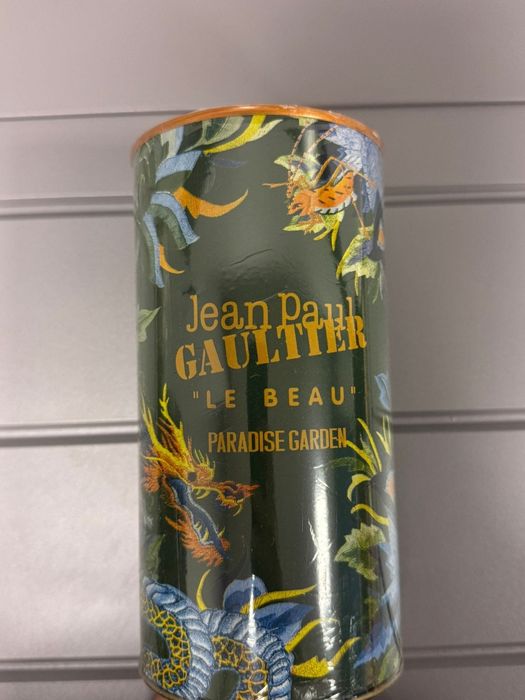 Jean Paul
GAULTIER
"LE BEAU"
PARADISE GARDEN